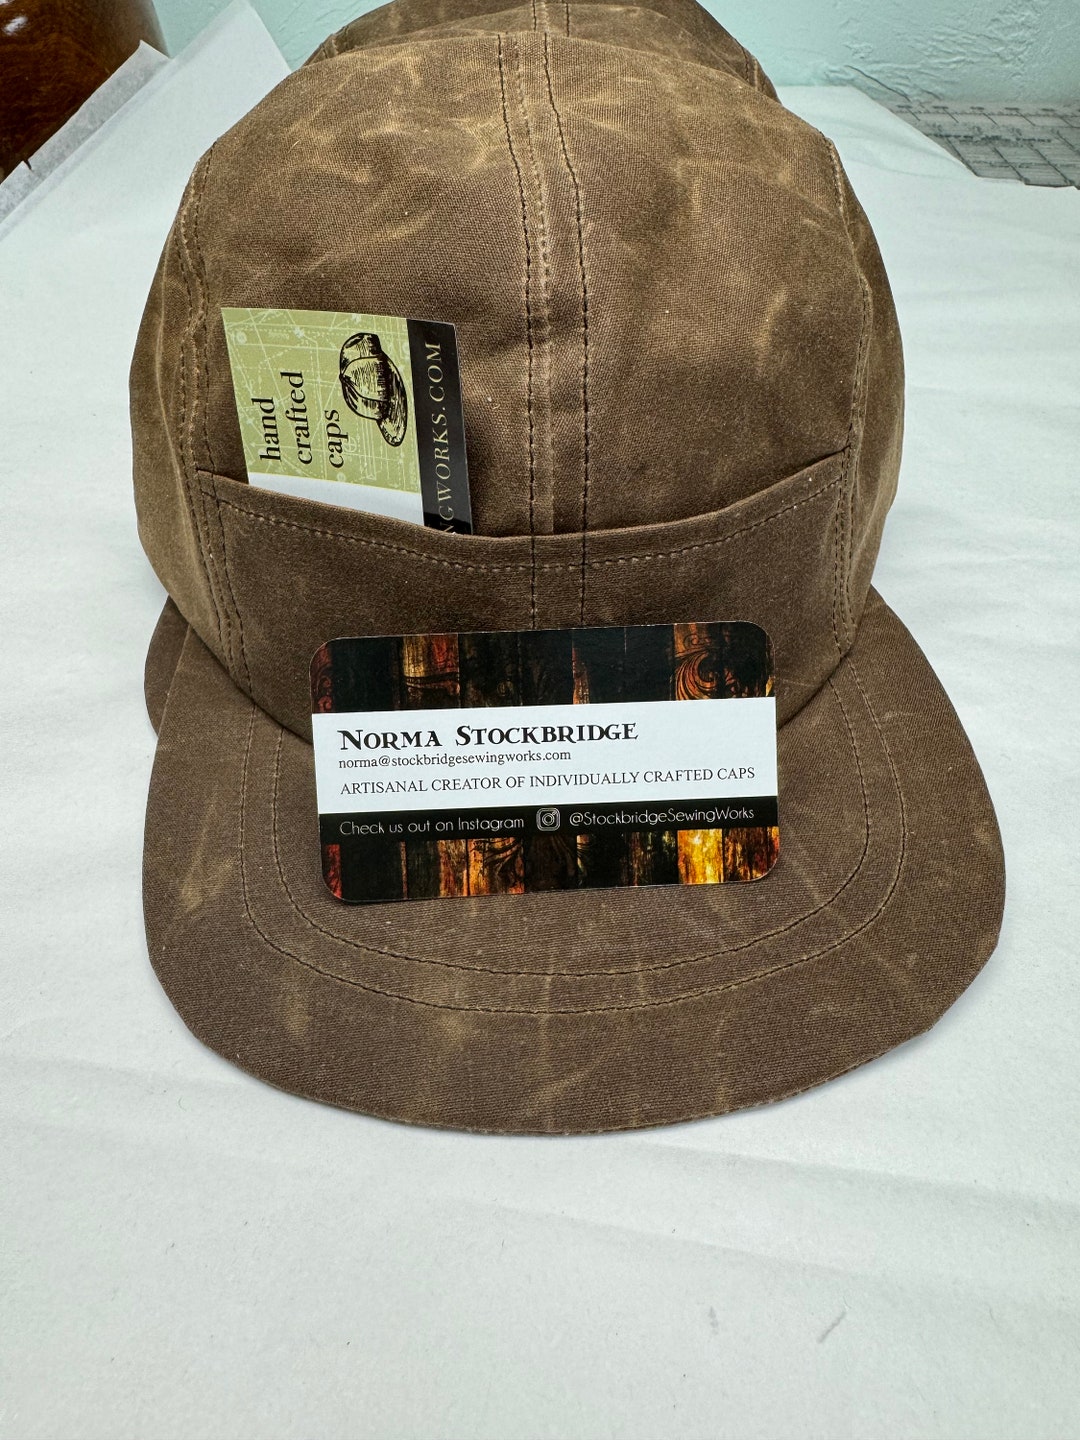 hand
crafted
caps
NGWORKS.COM
Norma Stockbridge
norma@stockbridgesewingworks.com
ARTISANAL CREATOR OF INDIVIDUALLY CRAFTED CAPS
Check us out on Instagram @StockbridgeSewingWorks